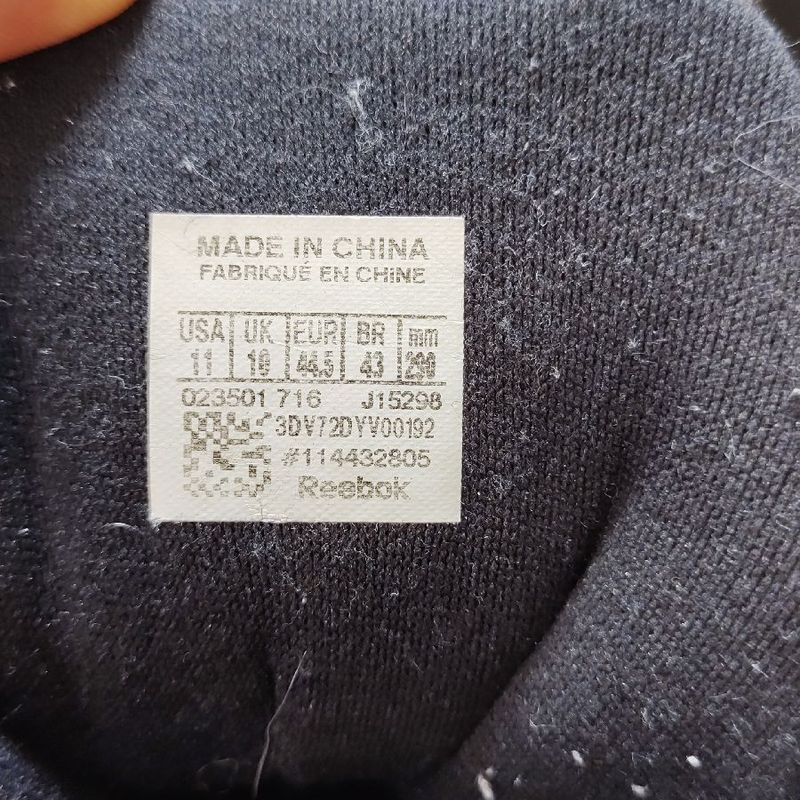 MADE IN CHINA
FABRIQUÉ EN CHINE
USA UK EUR BR mm
11 10 44.5 43 290
023501 716 J15298
3DV72DYV00192
#114432805
Reebok